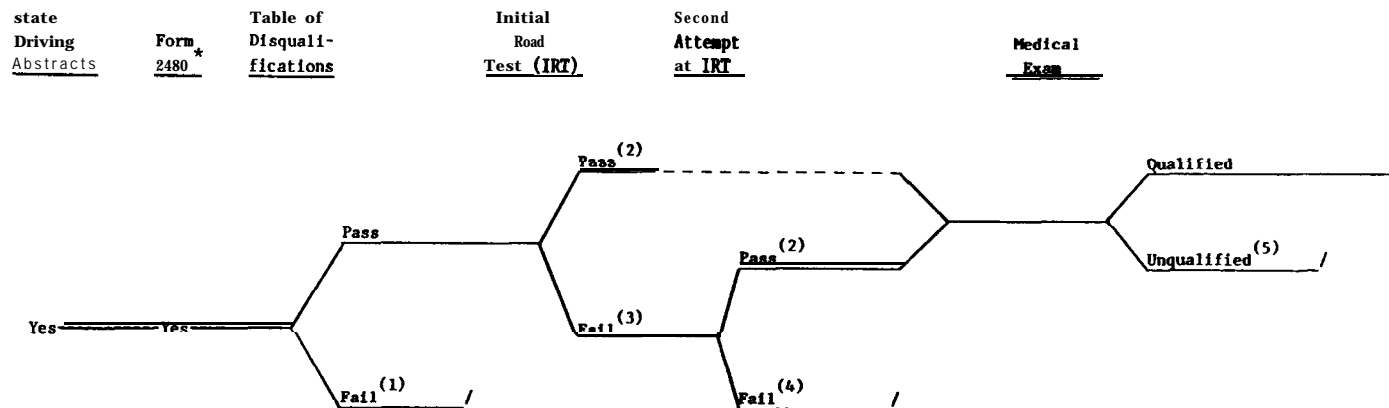 state
Driving
Abstracts
Form*
2480
Table of
Disquali-
fications
Initial
Road
Test (IRT)
Second
Attempt
at IRT
Medical
Exam
Pass (2)
Qualified
Pass
Pass (2)
Unqualified (5) /
Yes Yes
Fail (3)
Fail (1) /
Fail (4) /